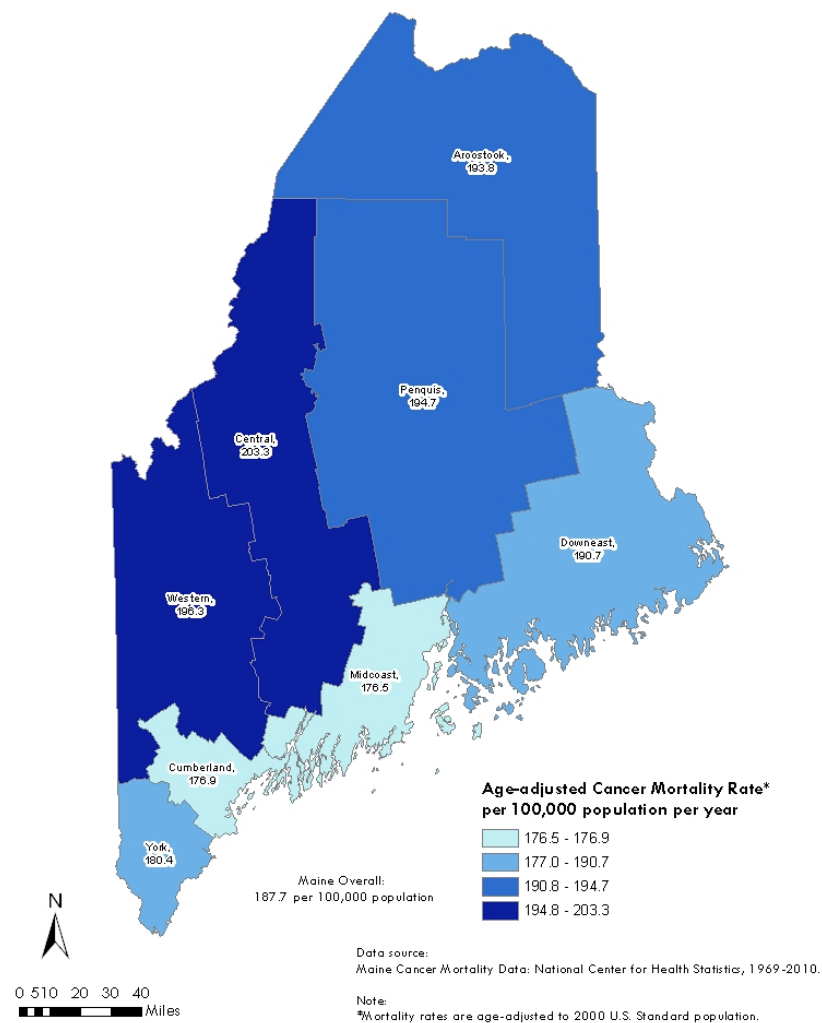 Aroostook,
193.8
Penquis,
194.7
Central,
203.3
Downeast,
190.7
Western,
196.3
Midcoast,
176.5
Cumberland,
176.9
York,
180.4
Age-adjusted Cancer Mortality Rate*
per 100,000 population per year
176.5 - 176.9
177.0 - 190.7
190.8 - 194.7
194.8 - 203.3
Maine Overall:
187.7 per 100,000 population
N
Data source:
Maine Cancer Mortality Data: National Center for Health Statistics, 1969-2010.
0 510 20 30 40
Miles
Note:
*Mortality rates are age-adjusted to 2000 U.S. Standard population.